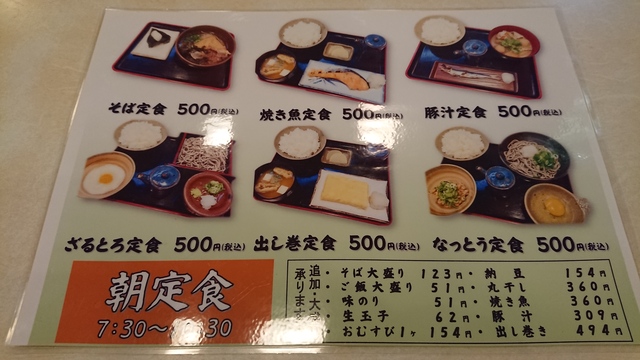 そば定食 500円(税込)
焼き魚定食 500円(税込)
豚汁定食 500円(税込)
ざるとろ定食 500円(税込)
出し巻定食 500円(税込)
なっとう定食 500円(税込)
朝定食
7:30～ :30
追加・大
承ります
・そば大盛り 123円
・ご飯大盛り 51円
・味のり 51円
・生玉子 62円
・おむすび1ヶ 154円
・納豆 154円
・丸干し 360円
・焼き魚 360円
・豚汁 309円
・出し巻き 494円